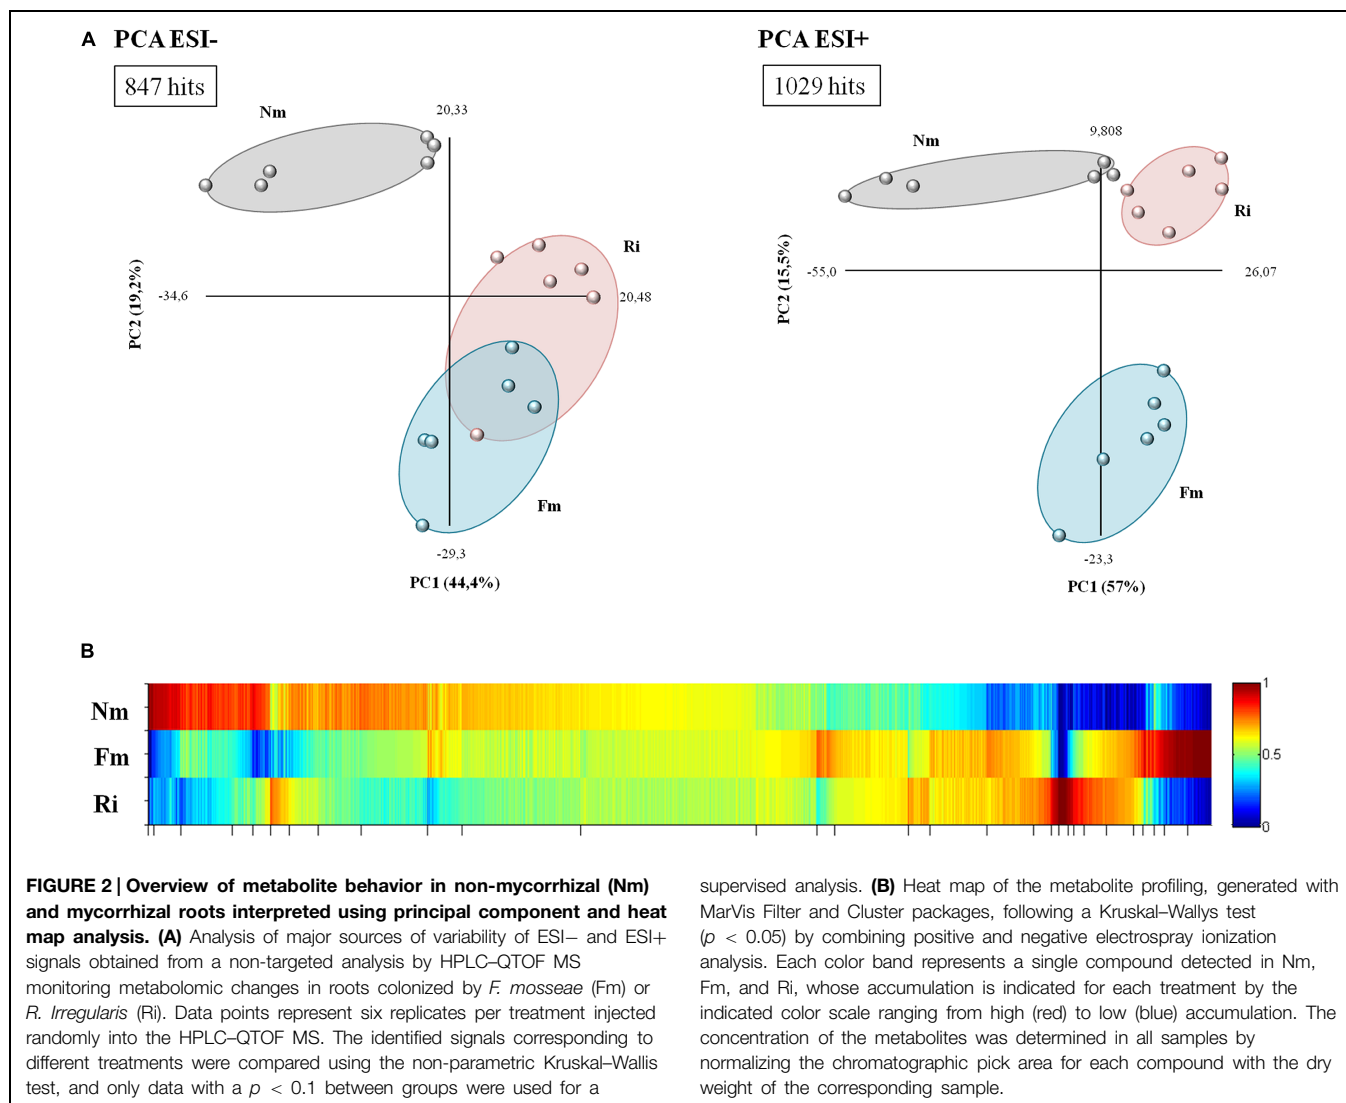 A PCA ESI-
847 hits
Nm
20,33
Ri
-34,6
20,48
PC2 (19,2%)
Fm
-29,3
PC1 (44,4%)
PCA ESI+
1029 hits
Nm
9,808
Ri
-55,0
26,07
PC2 (15,5%)
Fm
-23,3
PC1 (57%)
B
Nm
Fm
Ri
1
0.5
0
FIGURE 2 | Overview of metabolite behavior in non-mycorrhizal (Nm)
and mycorrhizal roots interpreted using principal component and heat
map analysis. (A) Analysis of major sources of variability of ESI− and ESI+
signals obtained from a non-targeted analysis by HPLC–QTOF MS
monitoring metabolomic changes in roots colonized by F. mosseae (Fm) or
R. Irregularis (Ri). Data points represent six replicates per treatment injected
randomly into the HPLC–QTOF MS. The identified signals corresponding to
different treatments were compared using the non-parametric Kruskal–Wallis
test, and only data with a p < 0.1 between groups were used for a
supervised analysis. (B) Heat map of the metabolite profiling, generated with
MarVis Filter and Cluster packages, following a Kruskal–Wallys test
(p < 0.05) by combining positive and negative electrospray ionization
analysis. Each color band represents a single compound detected in Nm,
Fm, and Ri, whose accumulation is indicated for each treatment by the
indicated color scale ranging from high (red) to low (blue) accumulation. The
concentration of the metabolites was determined in all samples by
normalizing the chromatographic pick area for each compound with the dry
weight of the corresponding sample.